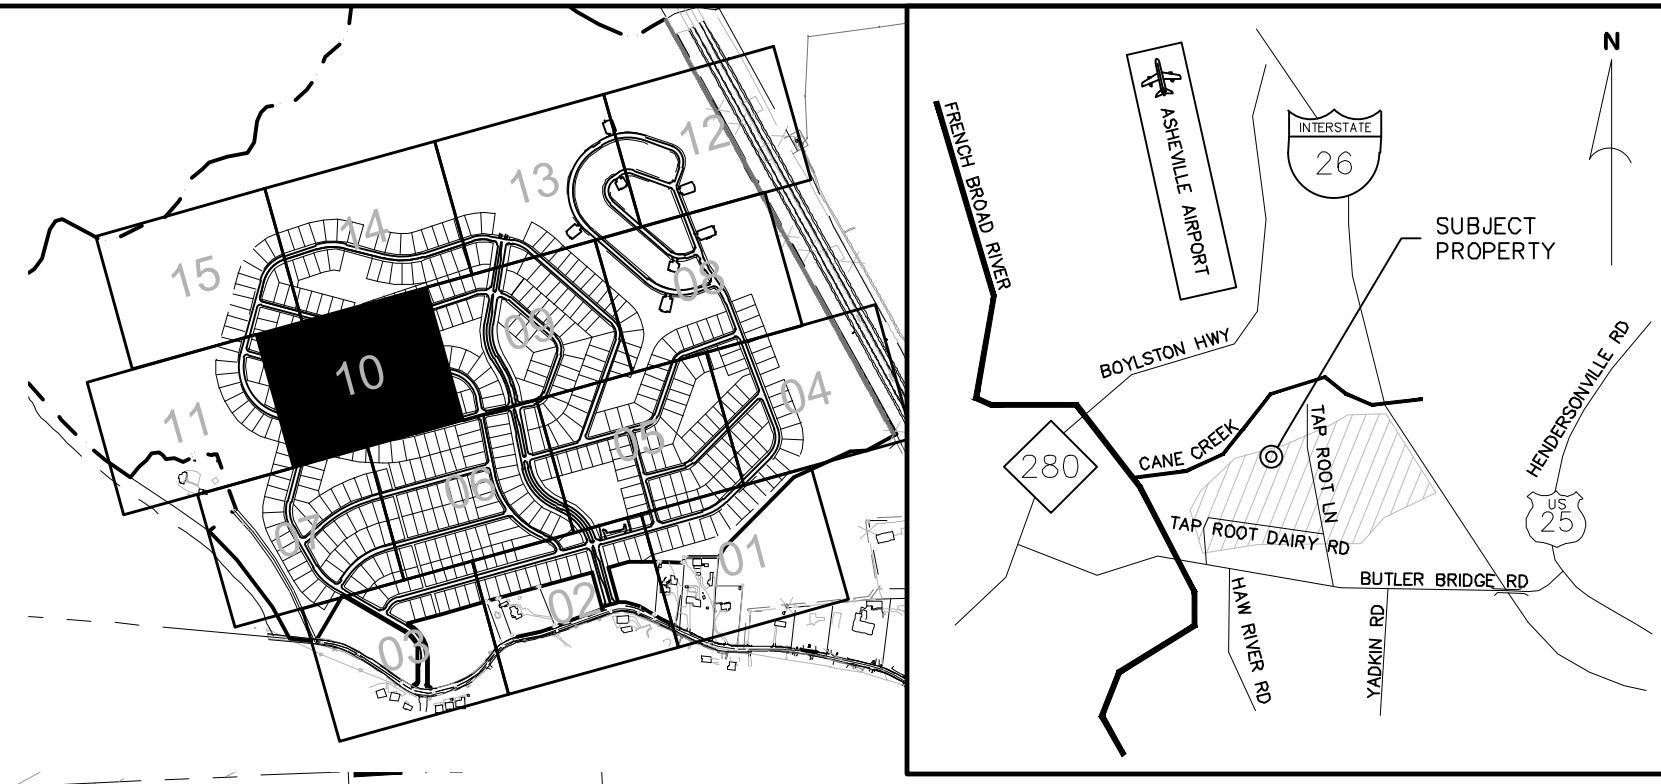 12
13
14
15
08
09
10
11
04
05
06
07
01
02
03
N
INTERSTATE
26
FRENCH BROAD RIVER
ASHEVILLE AIRPORT
SUBJECT
PROPERTY
BOYLSTON HWY
HENDERSONVILLE RD
CANE CREEK
TAP ROOT LN
280
US
25
TAP ROOT DAIRY RD
BUTLER BRIDGE RD
HAW RIVER RD
YADKIN RD